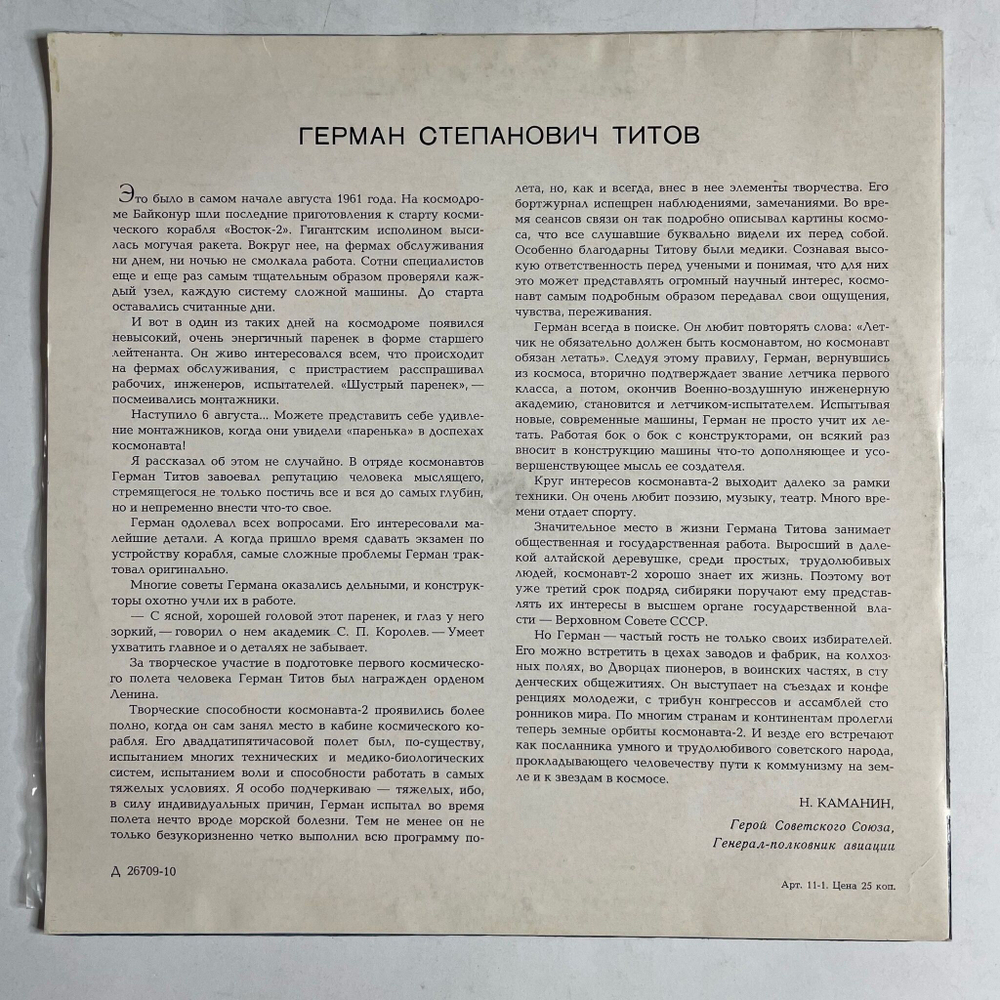 ГЕРМАН СТЕПАНОВИЧ ТИТОВ
Это было в самом начале августа 1961 года. На космодро-
ме Байконур шли последние приготовления к старту косми-
ческого корабля «Восток-2». Гигантским исполином выси-
лась могучая ракета. Вокруг нее, на фермах обслуживания
ни днем, ни ночью не смолкала работа. Сотни специалистов
еще и еще раз самым тщательным образом проверяли каж-
дый узел, каждую систему сложной машины. До старта
оставались считанные дни.
И вот в один из таких дней на космодроме появился
невысокий, очень энергичный паренек в форме старшего
лейтенанта. Он живо интересовался всем, что происходит
на фермах обслуживания, с пристрастием расспрашивал
рабочих, инженеров, испытателей. «Шустрый паренек», —
посмеивались монтажники.
Наступило 6 августа... Можете представить себе удивле-
ние монтажников, когда они увидели «паренька» в доспехах
космонавта!
Я рассказал об этом не случайно. В отряде космонавтов
Герман Титов завоевал репутацию человека мыслящего,
стремящегося не только постичь все и вся до самых глубин,
но и непременно внести что-то свое.
Герман одолевал всех вопросами. Его интересовали ма-
лейшие детали. А когда пришло время сдавать экзамен по
устройству корабля, самые сложные проблемы Герман трак-
товал оригинально.
Многие советы Германа оказались дельными, и конструк-
торы охотно учли их в работе.
— С ясной, хорошей головой этот паренек, и глаз у него
зоркий, — говорил о нем академик С. П. Королев. — Умеет
ухватить главное и о деталях не забывает.
За творческое участие в подготовке первого космическо-
го полета человека Герман Титов был награжден орденом
Ленина.
Творческие способности космонавта-2 проявились более
полно, когда он сам занял место в кабине космического ко-
рабля. Его двадцатипятичасовой полет был, по-существу,
испытанием многих технических и медико-биологических
систем, испытанием воли и способности работать в самых
тяжелых условиях. Я особо подчеркиваю — тяжелых, ибо,
в силу индивидуальных причин, Герман испытал во время
полета нечто вроде морской болезни. Тем не менее он не
только безукоризненно четко выполнил всю программу по-
лета, но, как и всегда, внес в нее элементы творчества. Его
бортжурнал испещрен наблюдениями, замечаниями. Во вре-
мя сеансов связи он так подробно описывал картины космо-
са, что все слушавшие буквально видели их перед собой.
Особенно благодарны Титову были медики. Сознавая высо-
кую ответственность перед учеными и понимая, что для них
это может представлять огромный научный интерес, космо-
навт самым подробным образом передавал свои ощущения,
чувства, переживания.
Герман всегда в поиске. Он любит повторять слова: «Лет-
чик не обязательно должен быть космонавтом, но космонавт
обязан летать». Следуя этому правилу, Герман, вернувшись
из космоса, вторично подтверждает звание летчика первого
класса, а потом, окончив Военно-воздушную инженерную
академию, становится и летчиком-испытателем. Испытывая
новые, современные машины, Герман не просто учит их ле-
тать. Работая бок о бок с конструкторами, он всякий раз
вносит в конструкцию машины что-то дополняющее и усо-
вершенствующее мысль ее создателя.
Круг интересов космонавта-2 выходит далеко за рамки
техники. Он очень любит поэзию, музыку, театр. Много вре-
мени отдает спорту.
Значительное место в жизни Германа Титова занимает
общественная и государственная работа. Выросший в дале-
кой алтайской деревушке, среди простых, трудолюбивых
людей, космонавт-2 хорошо знает их жизнь. Поэтому вот
уже третий срок подряд сибиряки поручают ему представ-
лять их интересы в высшем органе государственной вла-
сти — Верховном Совете СССР.
Но Герман — частый гость не только своих избирателей.
Его можно встретить в цехах заводов и фабрик, на колхоз-
ных полях, во Дворцах пионеров, в воинских частях, в сту
денческих общежитиях. Он выступает на съездах и конфе
ренциях молодежи, с трибун конгрессов и ассамблей сто
ронников мира. По многим странам и континентам пролегли
теперь земные орбиты космонавта-2. И везде его встречают
как посланника умного и трудолюбивого советского народа,
прокладывающего человечеству пути к коммунизму на зем-
ле и к звездам в космосе.
Н. КАМАНИН,
Герой Советского Союза,
Генерал-полковник авиации
Д 26709-10
Арт. 11-1. Цена 25 коп.